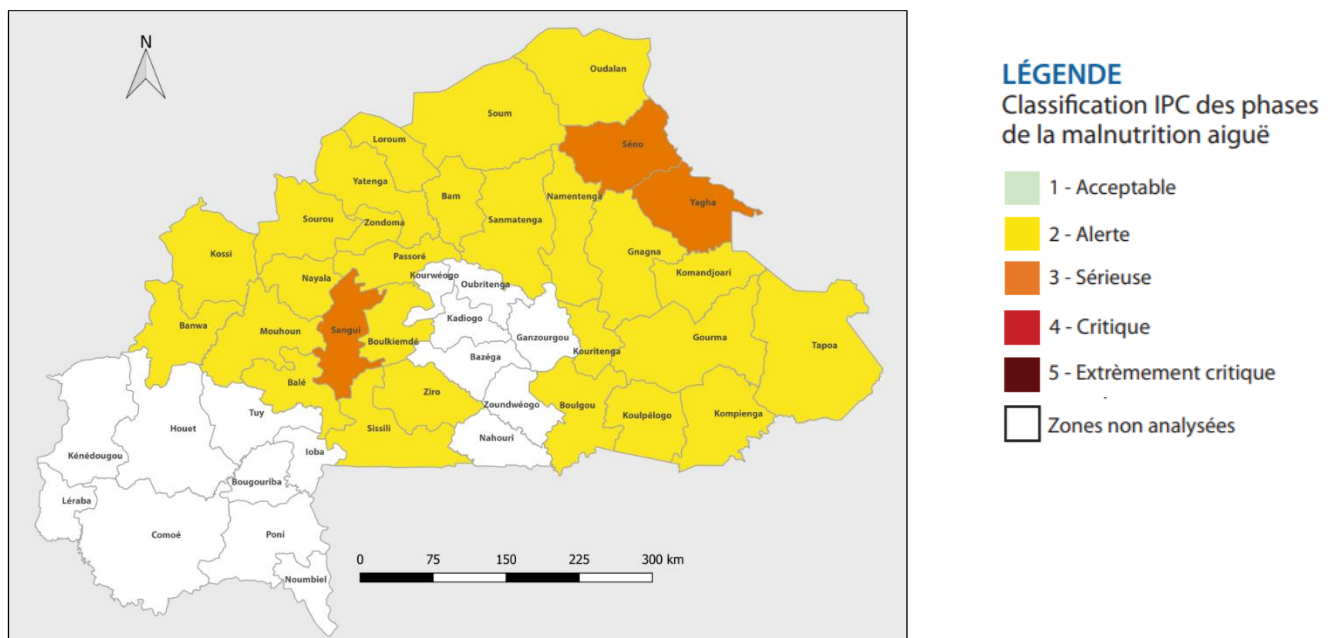 N
Oudalan
Soum
Séno
Loroum
Yatenga
Bam
Namentenga
Yagha
Sourou
Zondoma
Sanmatenga
Kossi
Passoré
Gnagna
Komandjoari
Nayala
Kourwéogo
Oubritenga
Banwa
Mouhoun
Sangui
Boulkiemdé
Kadiogo
Ganzourgou
Gourma
Tapoa
Bazéga
Kouritenga
Balé
Ziro
Zoundwéogo
Boulgou
Koulpélogo
Kompienga
Tuy
Houet
Sissili
Nahouri
Ioba
Kénédougou
Bougouriba
Léraba
Comoé
Poni
Noumbiel
0 75 150 225 300 km
LÉGENDE
Classification IPC des phases
de la malnutrition aiguë
1 - Acceptable
2 - Alerte
3 - Sérieuse
4 - Critique
5 - Extrèmement critique
Zones non analysées